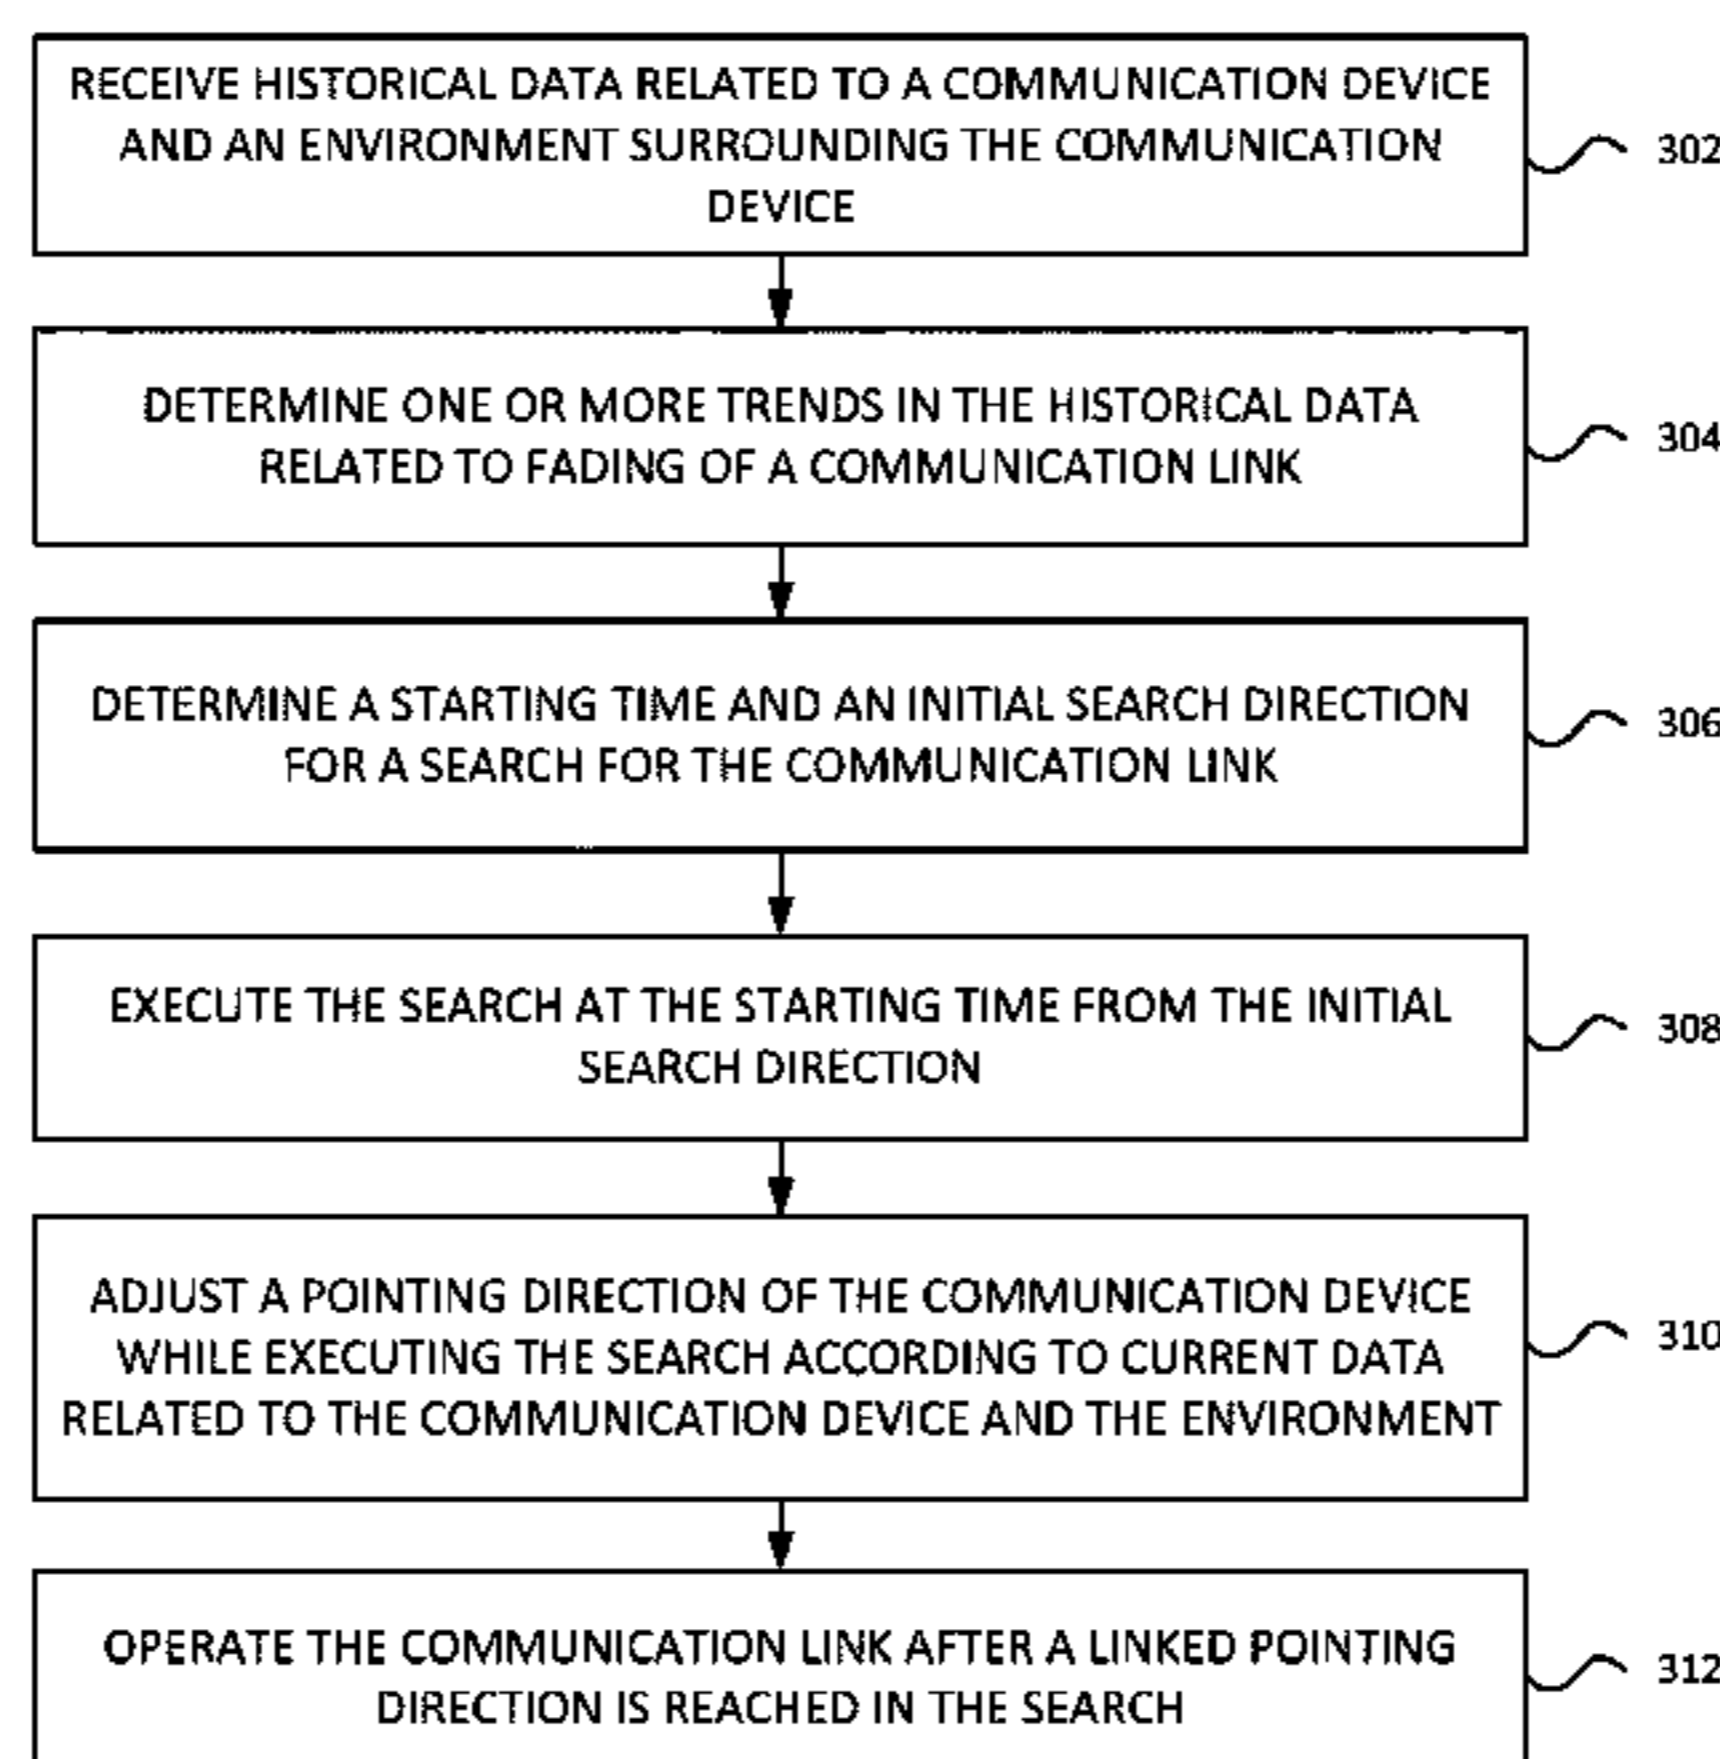 RECEIVE HISTORICAL DATA RELATED TO A COMMUNICATION DEVICE
AND AN ENVIRONMENT SURROUNDING THE COMMUNICATION
DEVICE
302
DETERMINE ONE OR MORE TRENDS IN THE HISTORICAL DATA
RELATED TO FADING OF A COMMUNICATION LINK
304
DETERMINE A STARTING TIME AND AN INITIAL SEARCH DIRECTION
FOR A SEARCH FOR THE COMMUNICATION LINK
306
EXECUTE THE SEARCH AT THE STARTING TIME FROM THE INITIAL
SEARCH DIRECTION
308
ADJUST A POINTING DIRECTION OF THE COMMUNICATION DEVICE
WHILE EXECUTING THE SEARCH ACCORDING TO CURRENT DATA
RELATED TO THE COMMUNICATION DEVICE AND THE ENVIRONMENT
310
OPERATE THE COMMUNICATION LINK AFTER A LINKED POINTING
DIRECTION IS REACHED IN THE SEARCH
312